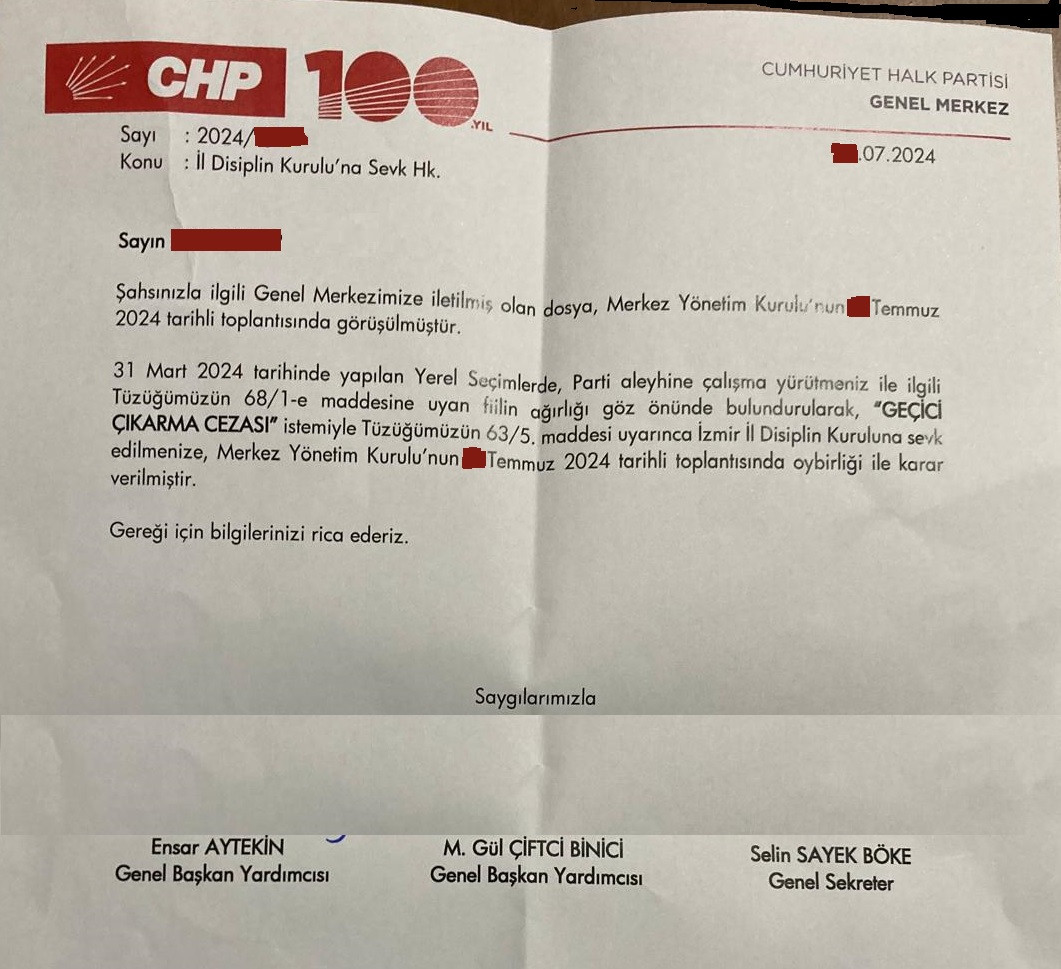 CHP 100 .YIL
CUMHURİYET HALK PARTİSİ
GENEL MERKEZ
Sayı : 2024/
Konu : İl Disiplin Kurulu'na Sevk Hk.
.07.2024
Sayın
Şahsınızla ilgili Genel Merkezimize iletilmiş olan dosya, Merkez Yönetim Kurulu'nun Temmuz
2024 tarihli toplantısında görüşülmüştür.
31 Mart 2024 tarihinde yapılan Yerel Seçimlerde, Parti aleyhine çalışma yürütmeniz ile ilgili
Tüzüğümüzün 68/1-e maddesine uyan fiilin ağırlığı göz önünde bulundurularak, "GEÇİCİ
ÇIKARMA CEZASI" istemiyle Tüzüğümüzün 63/5. maddesi uyarınca İzmir İl Disiplin Kuruluna sevk
edilmenize, Merkez Yönetim Kurulu'nun Temmuz 2024 tarihli toplantısında oybirliği ile karar
verilmiştir.
Gereği için bilgilerinizi rica ederiz.
Saygılarımızla
Ensar AYTEKİN
Genel Başkan Yardımcısı
M. Gül ÇİFTCİ BİNİCİ
Genel Başkan Yardımcısı
Selin SAYEK BÖKE
Genel Sekreter